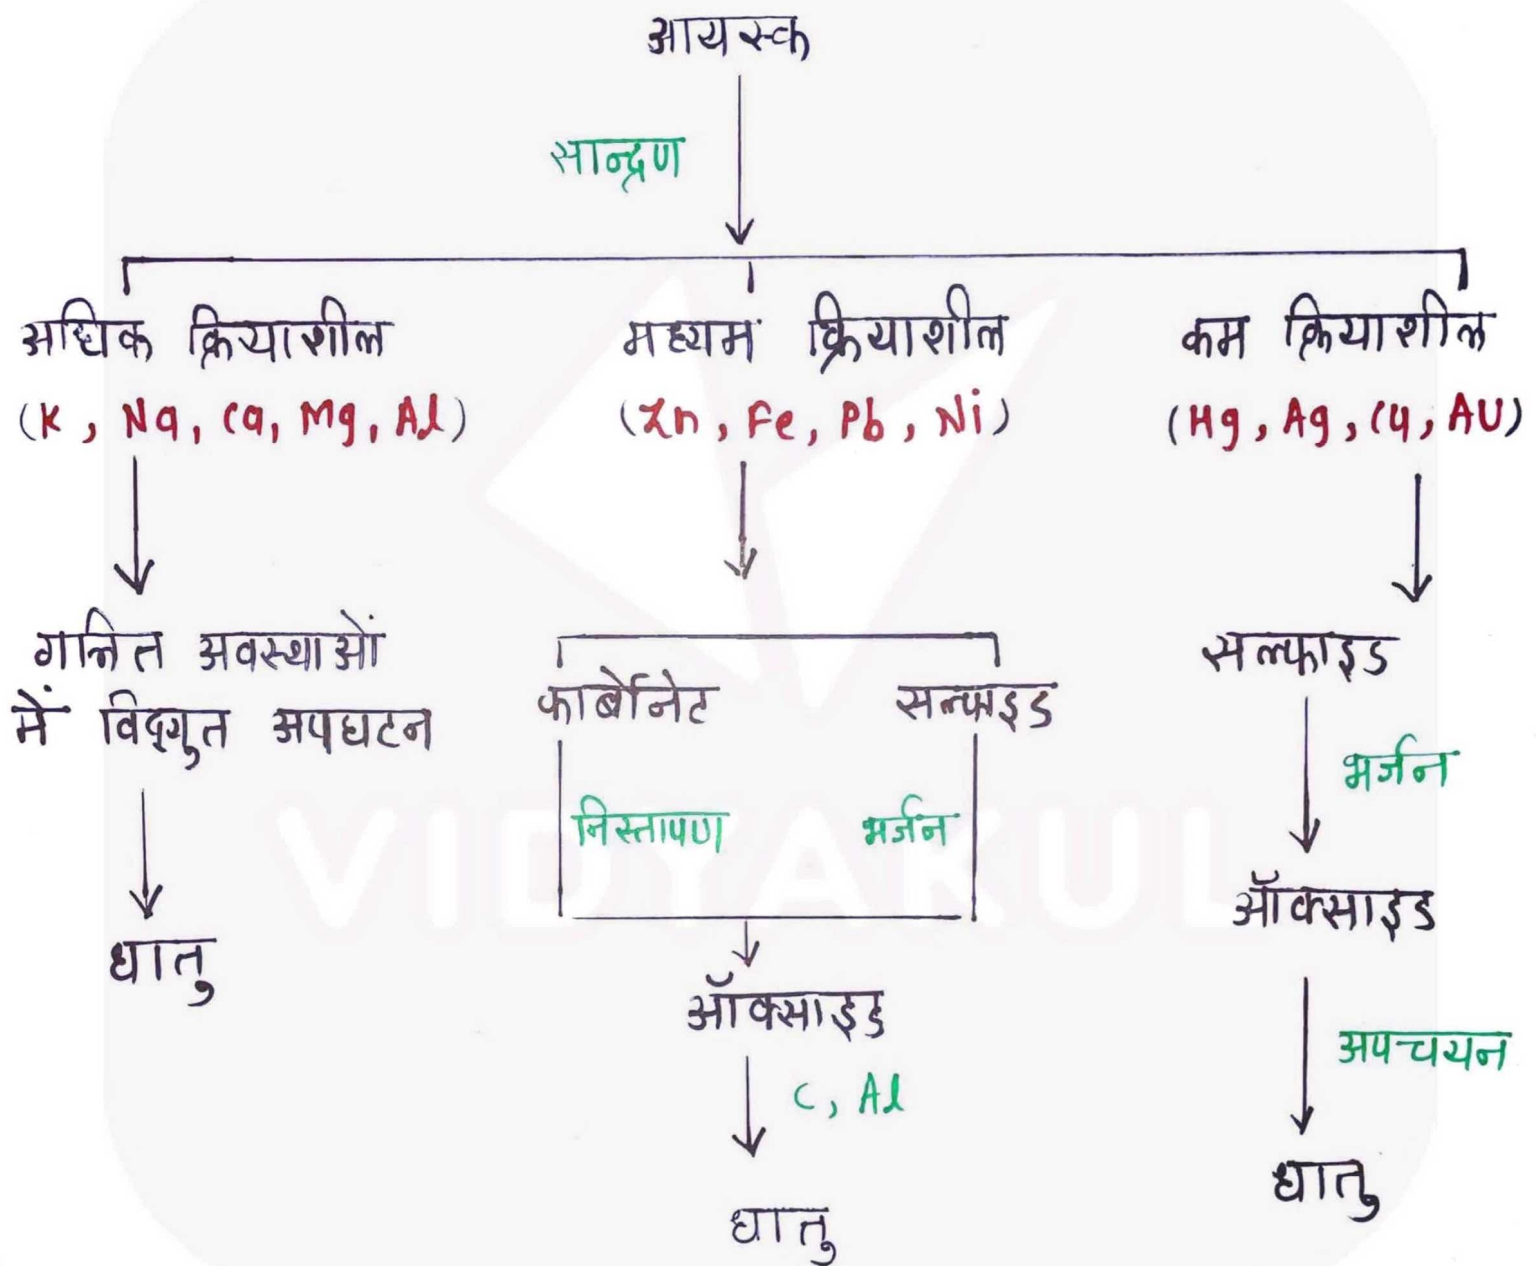 आयस्क
सान्द्रण
अधिक क्रियाशील
(K, Na, Ca, Mg, Al)
मध्यम क्रियाशील
(Zn, Fe, Pb, Ni)
कम क्रियाशील
(Hg, Ag, Cu, AU)
गलित अवस्थाओं
में विद्युत अपघटन
धातु
कार्बोनेट
सल्फाइड
निस्तापण
भर्जन
ऑक्साइड
C, Al
धातु
सल्फाइड
भर्जन
ऑक्साइड
अपचयन
धातु
VIDYAKUL